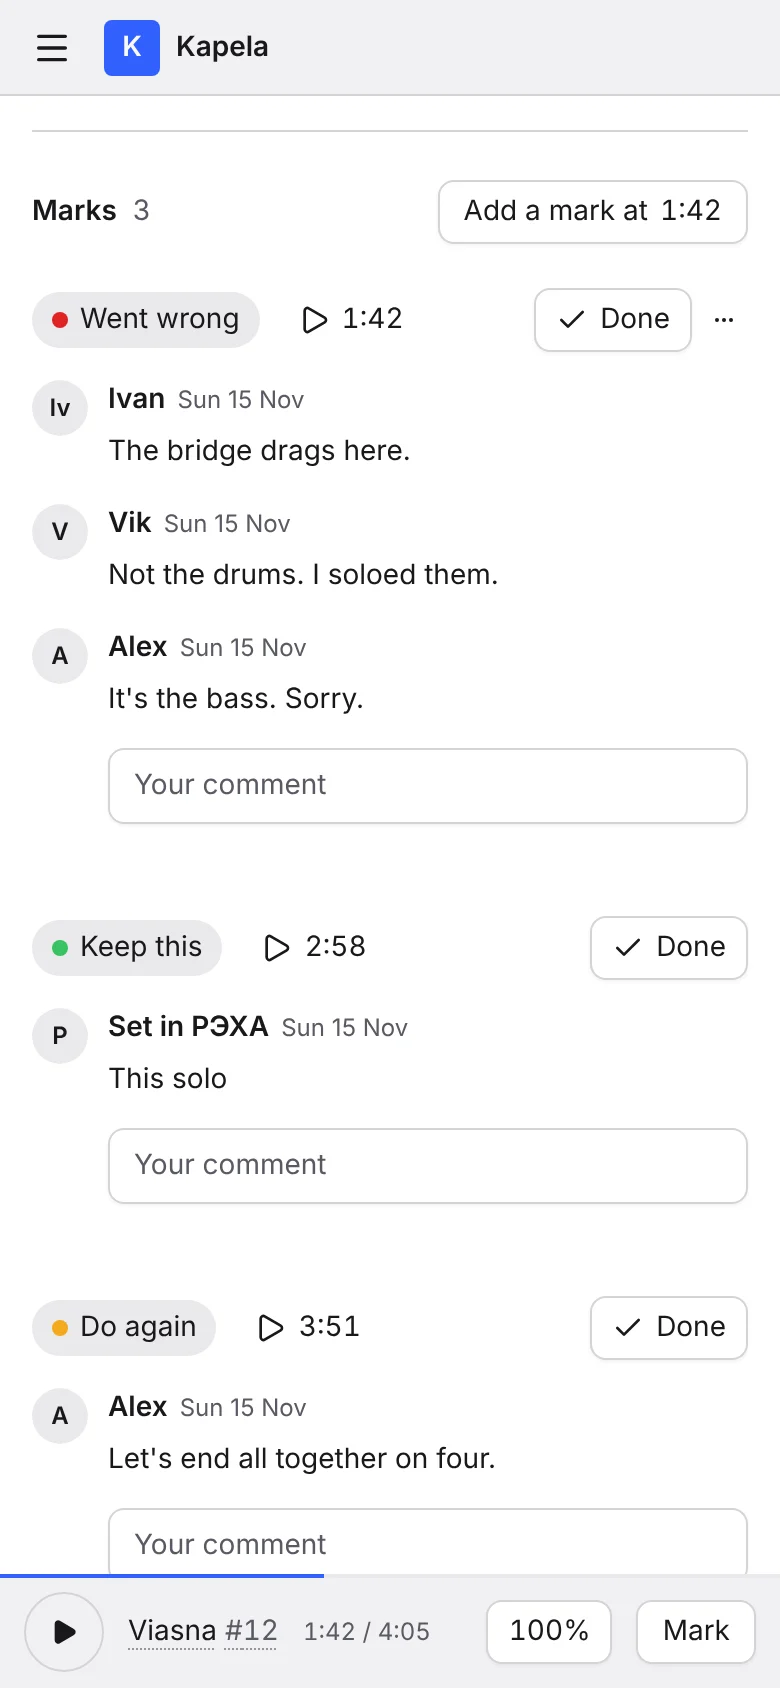 K Kapela
Marks 3
Add a mark at 1:42
Went wrong 1:42 Done ...
Iv Ivan Sun 15 Nov
The bridge drags here.
V Vik Sun 15 Nov
Not the drums. I soloed them.
A Alex Sun 15 Nov
It's the bass. Sorry.
Your comment
Keep this 2:58 Done
Р Set in РЭХА Sun 15 Nov
This solo
Your comment
Do again 3:51 Done
A Alex Sun 15 Nov
Let's end all together on four.
Your comment
Viasna #12 1:42 / 4:05 100% Mark